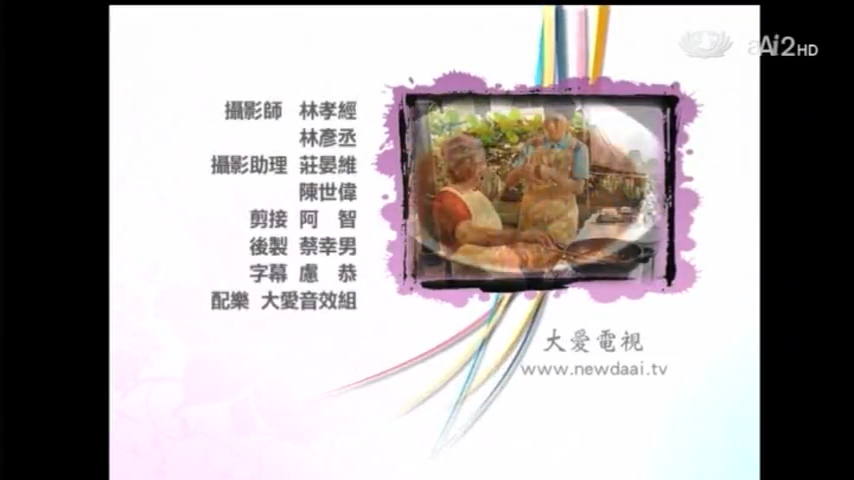 aAi2HD
攝影師 林孝經
林彥丞
攝影助理 莊晏維
陳世偉
剪接 阿 智
後製 蔡幸男
字幕 慮 恭
配樂 大愛音效組
大愛電視
www.newdaai.tv